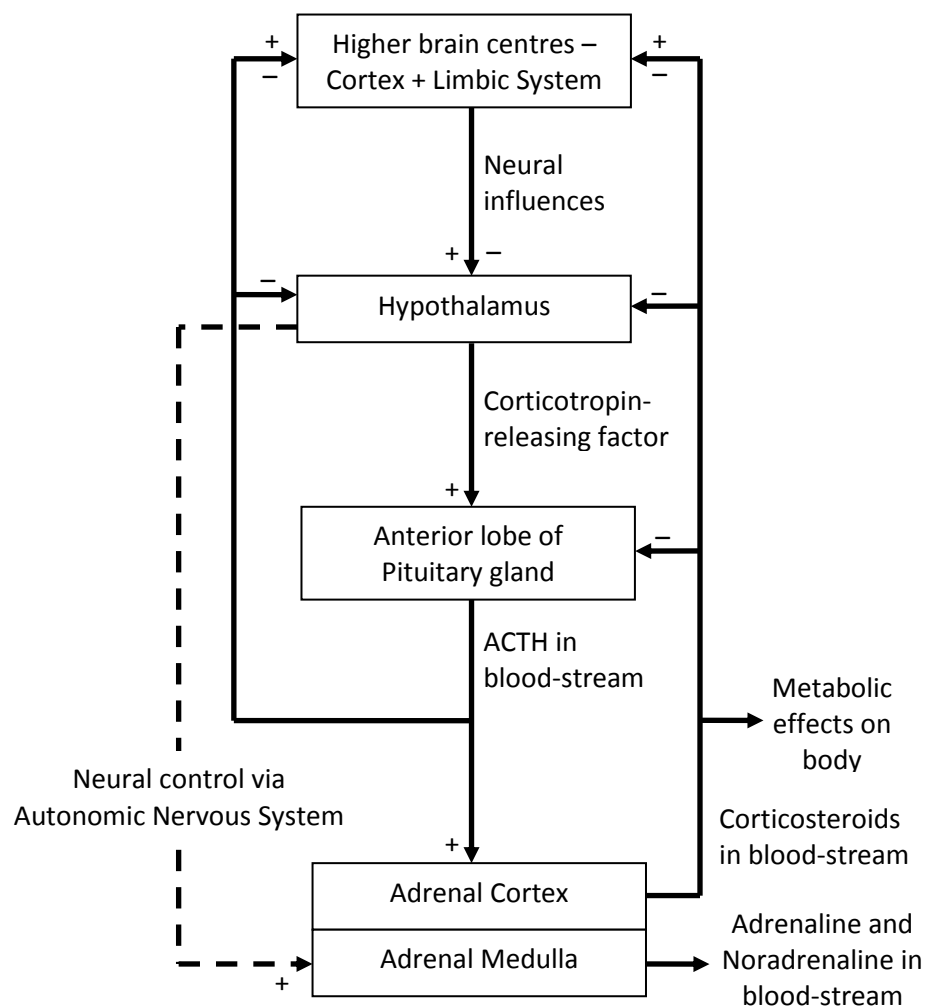 + +
Higher brain centres –
Cortex + Limbic System
– –
Neural
influences
+ –
–
Hypothalamus
–
Corticotropin-
releasing factor
+
Anterior lobe of
Pituitary gland
–
ACTH in
blood-stream
Metabolic
effects on
body
Neural control via
Autonomic Nervous System
Corticosteroids
in blood-stream
+
Adrenal Cortex
Adrenal Medulla
+
Adrenaline and
Noradrenaline in
blood-stream